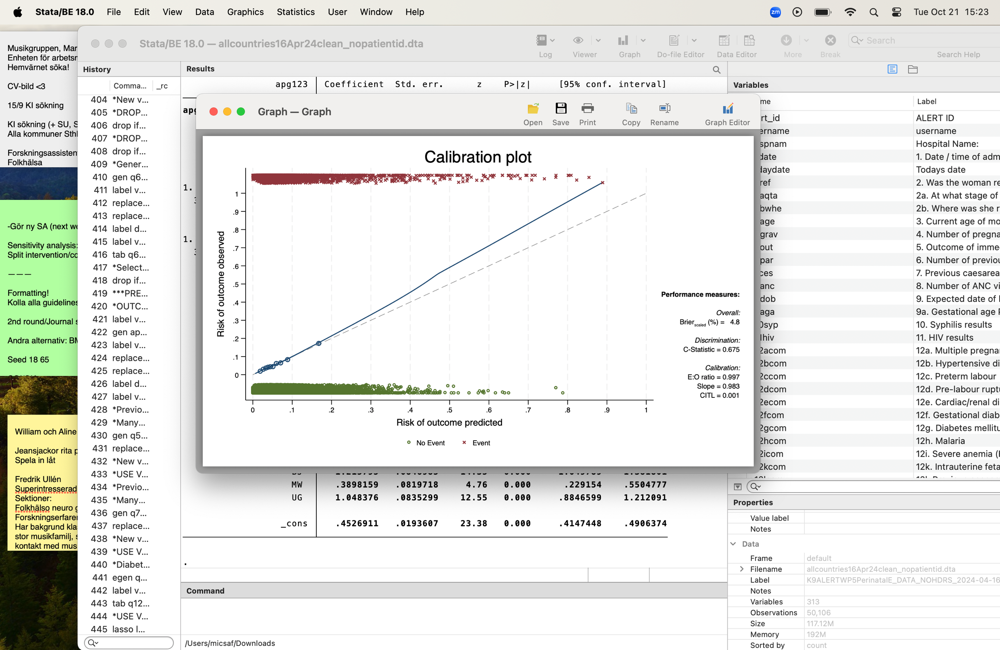 Stata/BE 18.0 File Edit View Data Graphics Statistics User Window Help
zm Tue Oct 21 15:23
Musikgruppen, Mar
Enheten för arbetsr
Hemvärnet söka!
CV-bild <3
15/9 KI sökning
KI sökning (+ SU, S
Alla kommuner Sthl
Forskningsassistent
Folkhälsa
-Gör ny SA (next we
Sensitivity analysis:
Split intervention/co
———
Formatting!
Kolla alla guidelines
2nd round/Journal s
Andra alternativ: BM
Seed 18 65
William och Aline
Jeansjackor rita p
Spela in låt
Fredrik Ullén
Superintresserad
Sektioner:
Folkhälso neuro g
Forskningserfarer
Har bakgrund kla
stor musikfamilj, s
kontakt med mus
Stata/BE 18.0 — allcountries16Apr24clean_nopatientid.dta
Log Viewer Graph Do-file Editor Data Editor More Break Search
Search Help
History
Comma... _rc
404 *New v...
405 *DROP...
406 drop if...
407 *DROP...
408 drop if...
409 *Gener...
410 gen q6...
411 label v...
412 replace...
413 replace...
414 label d...
415 label v...
416 tab q6...
417 *Select...
418 drop if...
419 ***PRE...
420 *OUTC...
421 label v...
422 gen ap...
423 label v...
424 replace...
425 replace...
426 label d...
427 label v...
428 *Previo...
429 *Many...
430 gen q5...
431 replace...
432 *New v...
433 *USE V...
434 *Previo...
435 *Many...
436 gen q7...
437 replace...
438 *New v...
439 *USE V...
440 *Diabet...
441 egen q...
442 label v...
443 tab q12...
444 *USE V...
445 lasso l...
Results
apg123 Coefficient Std. err. z P>|z| [95% conf. interval]
apg
1.
1.
Graph — Graph
Open Save Print Copy Rename Graph Editor
Calibration plot
Risk of outcome observed
1
.9
.8
.7
.6
.5
.4
.3
.2
.1
0
0 .1 .2 .3 .4 .5 .6 .7 .8 .9 1
Risk of outcome predicted
No Event Event
Performance measures:
Overall:
Brier scaled (%) = 4.8
Discrimination:
C-Statistic = 0.675
Calibration:
E:O ratio = 0.997
Slope = 0.983
CITL = 0.001
MW .3898159 .0819718 4.76 0.000 .229154 .5504777
UG 1.048376 .0835299 12.55 0.000 .8846599 1.212091
_cons .4526911 .0193607 23.38 0.000 .4147448 .4906374
.
Command
/Users/micsaf/Downloads
Variables
me Label
rt_id ALERT ID
ername username
spnam Hospital Name:
date 1. Date / time of adm
daydate Todays date
ref 2. Was the woman re
aqta 2a. At what stage of
bwhe 2b. Where was she r
age 3. Current age of mo
grav 4. Number of pregna
out 5. Outcome of imme
par 6. Number of previou
ces 7. Previous caesarea
anc 8. Number of ANC vi
dob 9. Expected date of
aga 9a. Gestational age
0syp 10. Syphilis results
1hiv 11. HIV results
2acom 12a. Multiple pregna
2bcom 12b. Hypertensive di
2ccom 12c. Preterm labour
2dcom 12d. Pre-labour rupt
2ecom 12e. Cardiac/renal di
2fcom 12f. Gestational diab
2gcom 12g. Diabetes mellitu
2hcom 12h. Malaria
2icom 12i. Severe anemia
2kcom 12k. Intrauterine feta
Properties
Value label
Notes
Data
Frame default
Filename allcountries16Apr24clean_nopatientid.dta
Label K9ALERTWP5PerinatalE_DATA_NOHDRS_2024-04-16
Notes
Variables 313
Observations 50,106
Size 117.12M
Memory 192M
Sorted by count